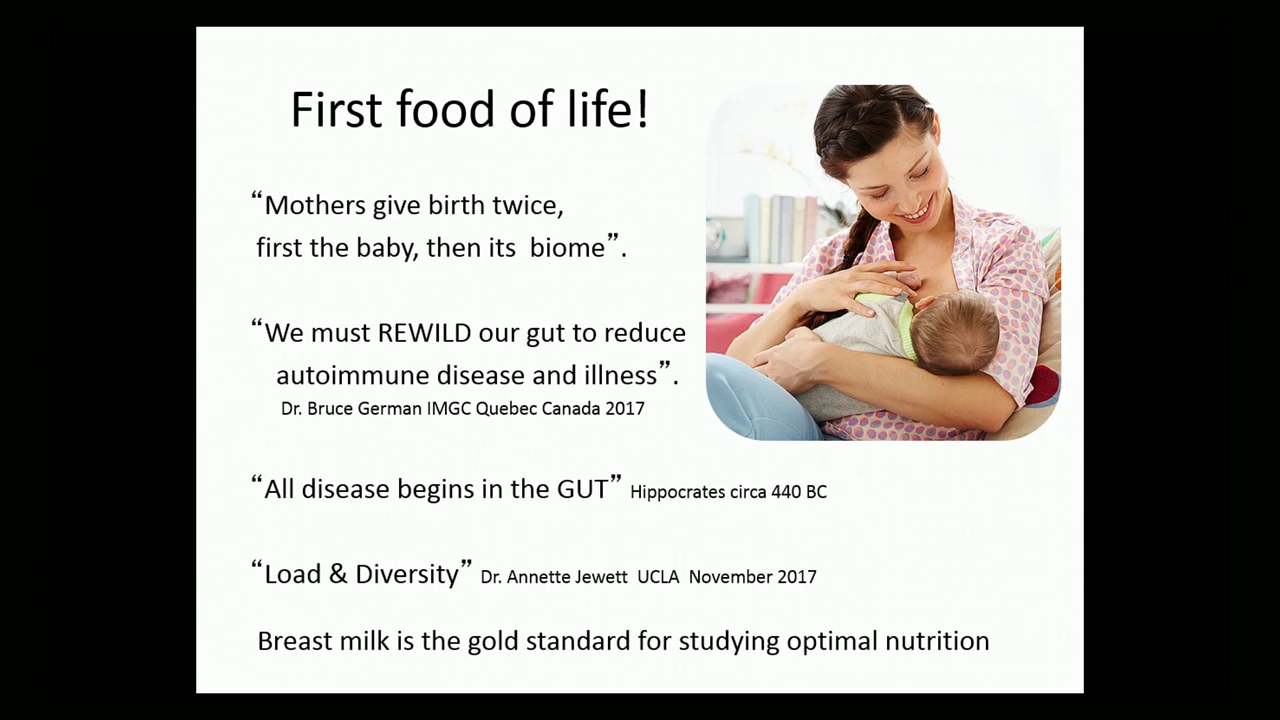 First food of life!
“Mothers give birth twice,
first the baby, then its biome”.
“We must REWILD our gut to reduce
autoimmune disease and illness”.
Dr. Bruce German IMGC Quebec Canada 2017
“All disease begins in the GUT” Hippocrates circa 440 BC
“Load & Diversity” Dr. Annette Jewett UCLA November 2017
Breast milk is the gold standard for studying optimal nutrition